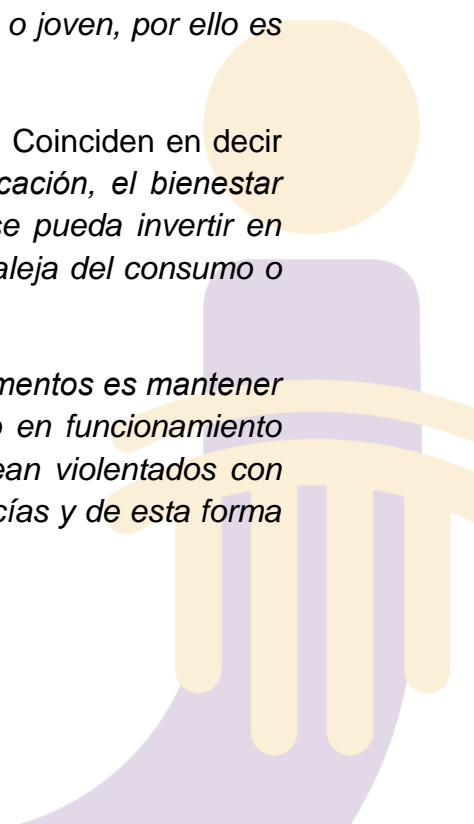 o joven, por ello es
Coinciden en decir
cación, el bienestar
se pueda invertir en
aleja del consumo o
mentos es mantener
o en funcionamiento
ean violentados con
cías y de esta forma